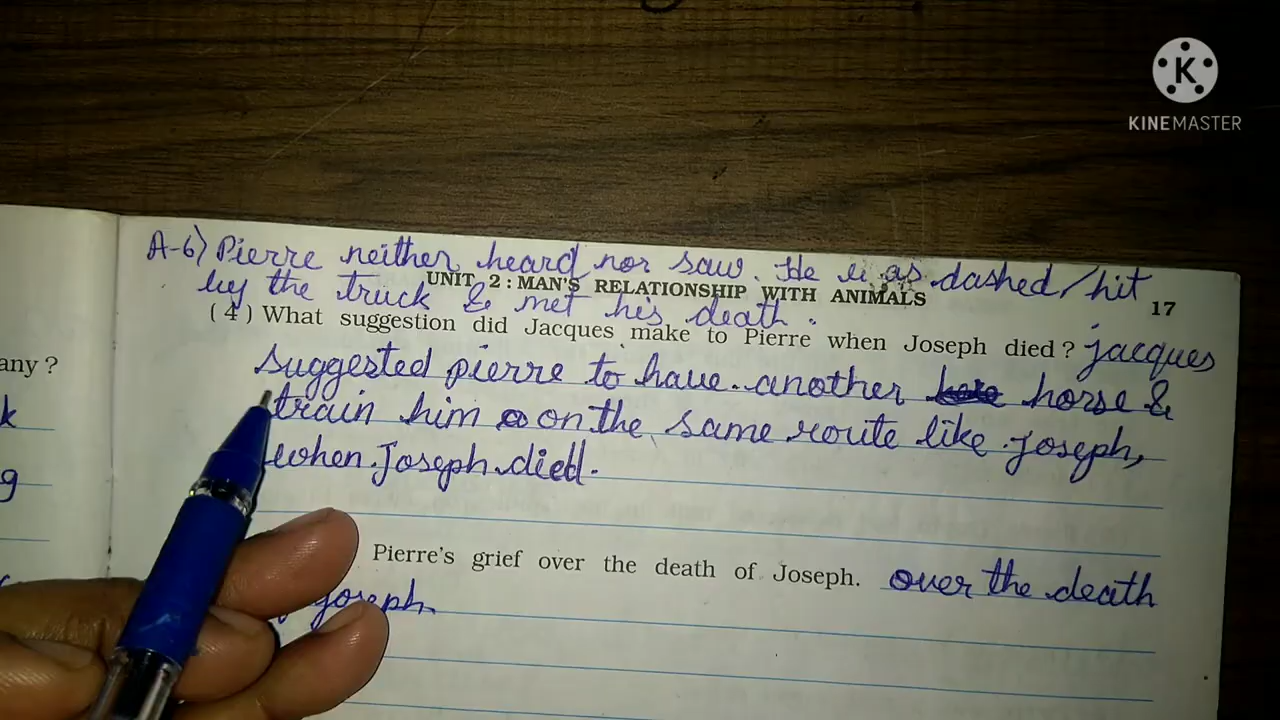 KINEMASTER
A-6) Pierre neither heard nor saw. He was dashed/hit
by the truck & met his death.
UNIT 2 : MAN'S RELATIONSHIP WITH ANIMALS
17
( 4 ) What suggestion did Jacques make to Pierre when Joseph died ? Jacques
suggested pierre to have another horse &
train him on the same route like Joseph,
when Joseph died.
any ?
k
g
Pierre's grief over the death of Joseph. over the death
Joseph.